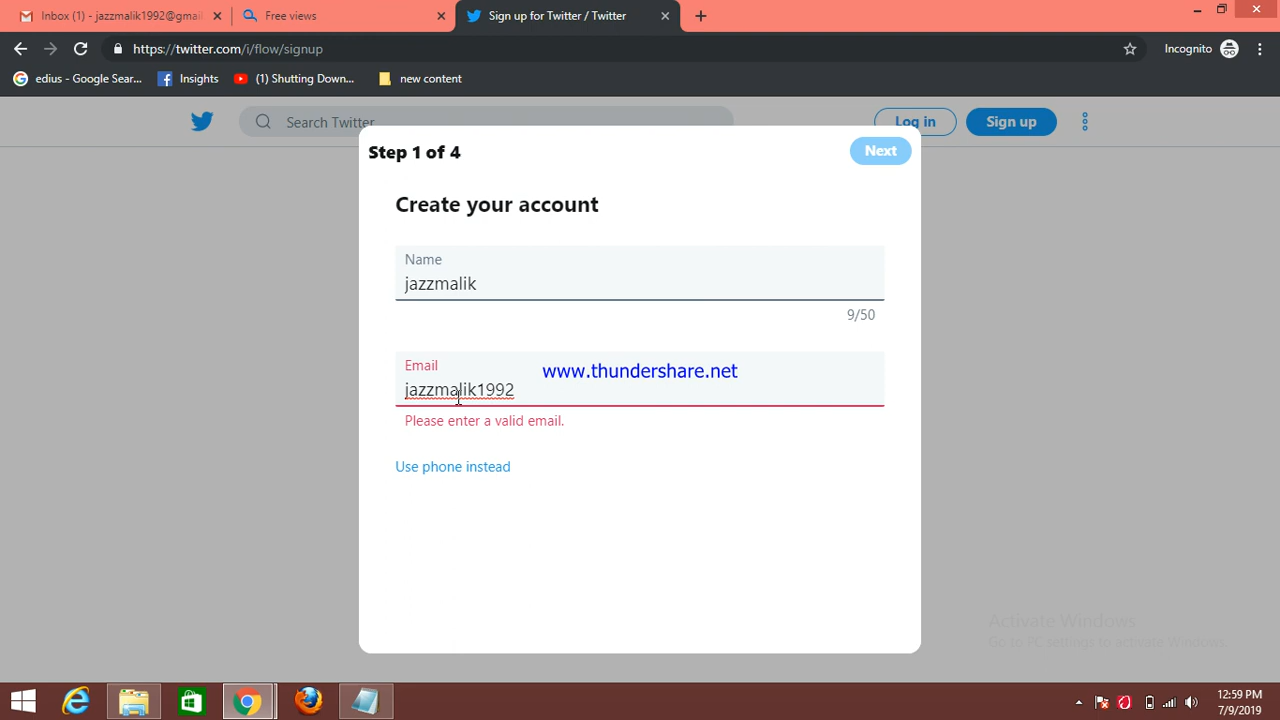 Inbox (1) - jazzmalik1992@gmai
Free views
Sign up for Twitter / Twitter
https://twitter.com/i/flow/signup
Incognito
edius - Google Sear...
Insights
(1) Shutting Down...
new content
Search Twitter
Log in
Sign up
Step 1 of 4
Next
Create your account
Name
jazzmalik
9/50
Email
www.thundershare.net
jazzmalik1992
Please enter a valid email.
Use phone instead
Activate Windows
Go to PC settings to activate Windows.
12:59 PM
7/9/2019